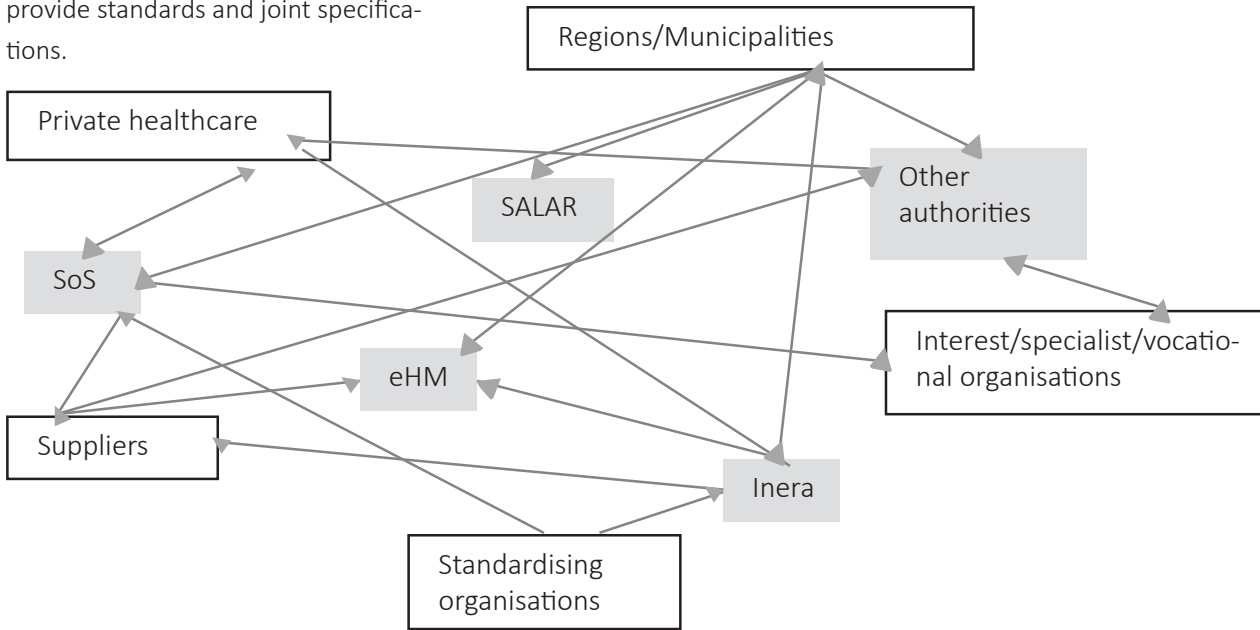 provide standards and joint specifica-
tions.
Regions/Municipalities
Private healthcare
Other
authorities
SALAR
SoS
Interest/specialist/vocatio-
nal organisations
eHM
Suppliers
Inera
Standardising
organisations